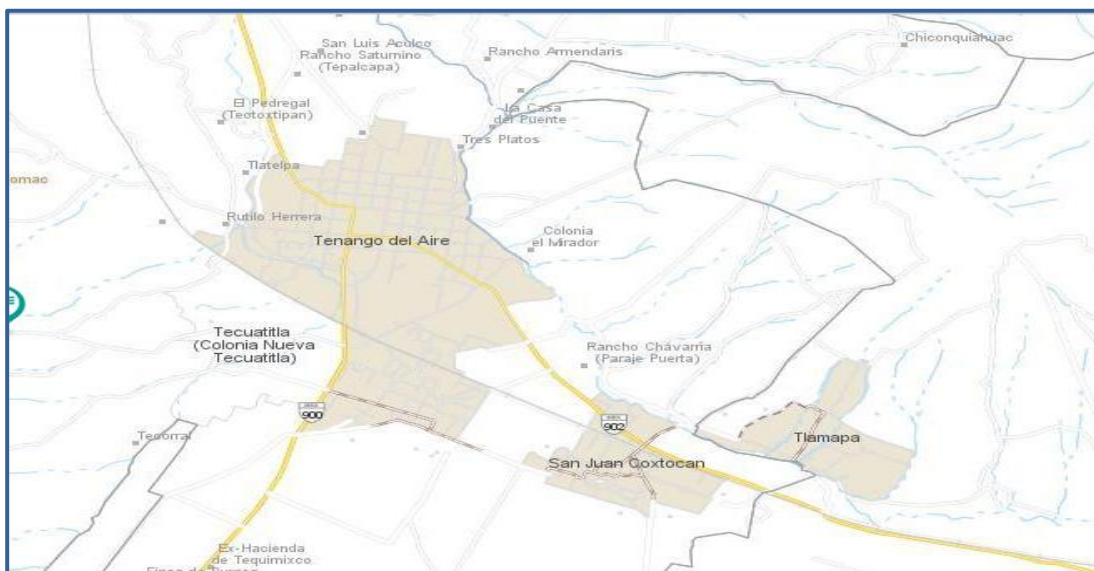 San Luis Aculco
Rancho Saturnino
(Tepalcapa)
Rancho Armendaris
Chiconquiahuac
El Pedregal
(Teotoxtipan)
La Casa
del Puente
Tres Platos
Tlatelpa
omac
Rutilo Herrera
Tenango del Aire
Colonia
el Mirador
Tecuatitla
(Colonia Nueva
Tecuatitla)
Rancho Chávarria
(Paraje Puerta)
900
902
Tecorral
Tlamapa
San Juan Coxtocan
Ex-Hacienda
de Tequimixco